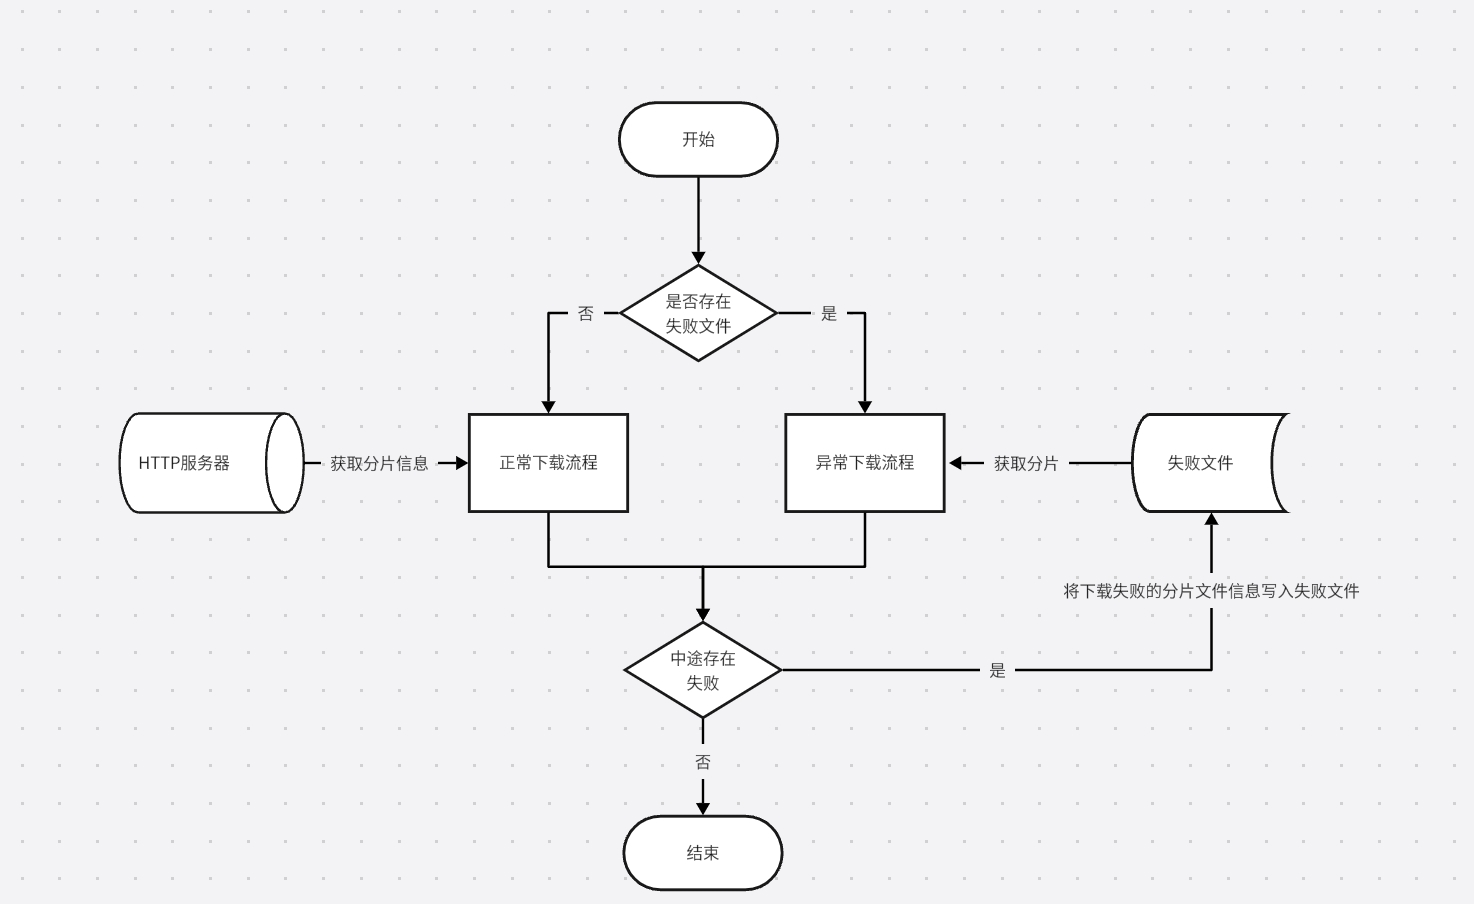 开始
是否存在
失败文件
否
是
HTTP服务器
获取分片信息
正常下载流程
异常下载流程
获取分片
失败文件
将下载失败的分片文件信息写入失败文件
中途存在
失败
是
否
结束